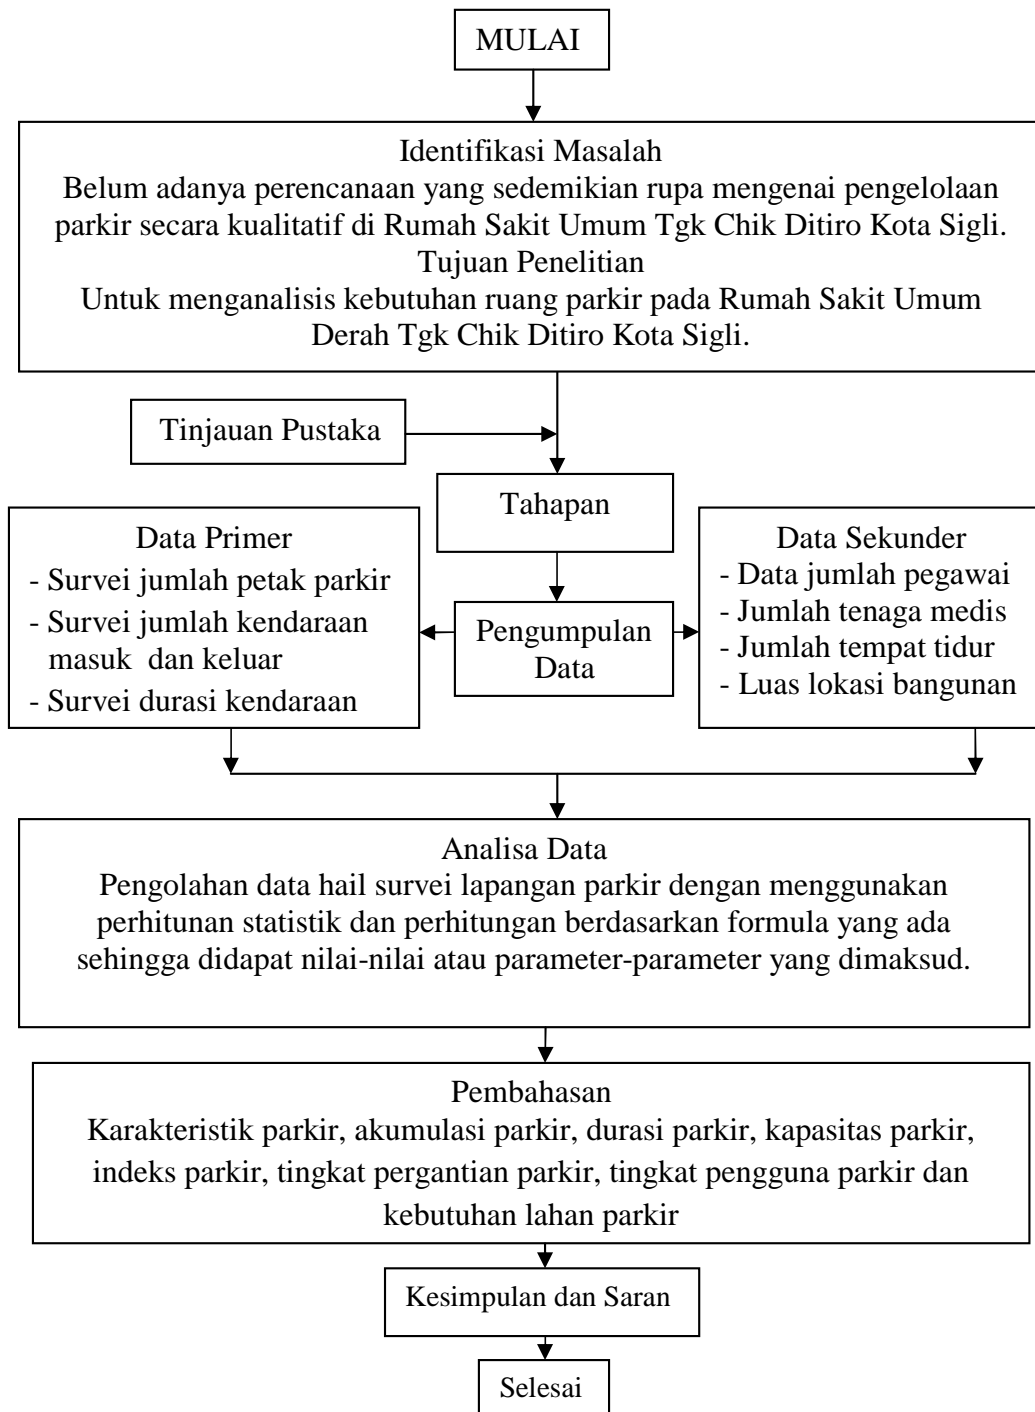 MULAI
Identifikasi Masalah
Belum adanya perencanaan yang sedemikian rupa mengenai pengelolaan
parkir secara kualitatif di Rumah Sakit Umum Tgk Chik Ditiro Kota Sigli.
Tujuan Penelitian
Untuk menganalisis kebutuhan ruang parkir pada Rumah Sakit Umum
Derah Tgk Chik Ditiro Kota Sigli.
Tinjauan Pustaka
Tahapan
Data Primer
- Survei jumlah petak parkir
- Survei jumlah kendaraan
masuk dan keluar
- Survei durasi kendaraan
Pengumpulan
Data
Data Sekunder
- Data jumlah pegawai
- Jumlah tenaga medis
- Jumlah tempat tidur
- Luas lokasi bangunan
Analisa Data
Pengolahan data hail survei lapangan parkir dengan menggunakan
perhitunan statistik dan perhitungan berdasarkan formula yang ada
sehingga didapat nilai-nilai atau parameter-parameter yang dimaksud.
Pembahasan
Karakteristik parkir, akumulasi parkir, durasi parkir, kapasitas parkir,
indeks parkir, tingkat pergantian parkir, tingkat pengguna parkir dan
kebutuhan lahan parkir
Kesimpulan dan Saran
Selesai